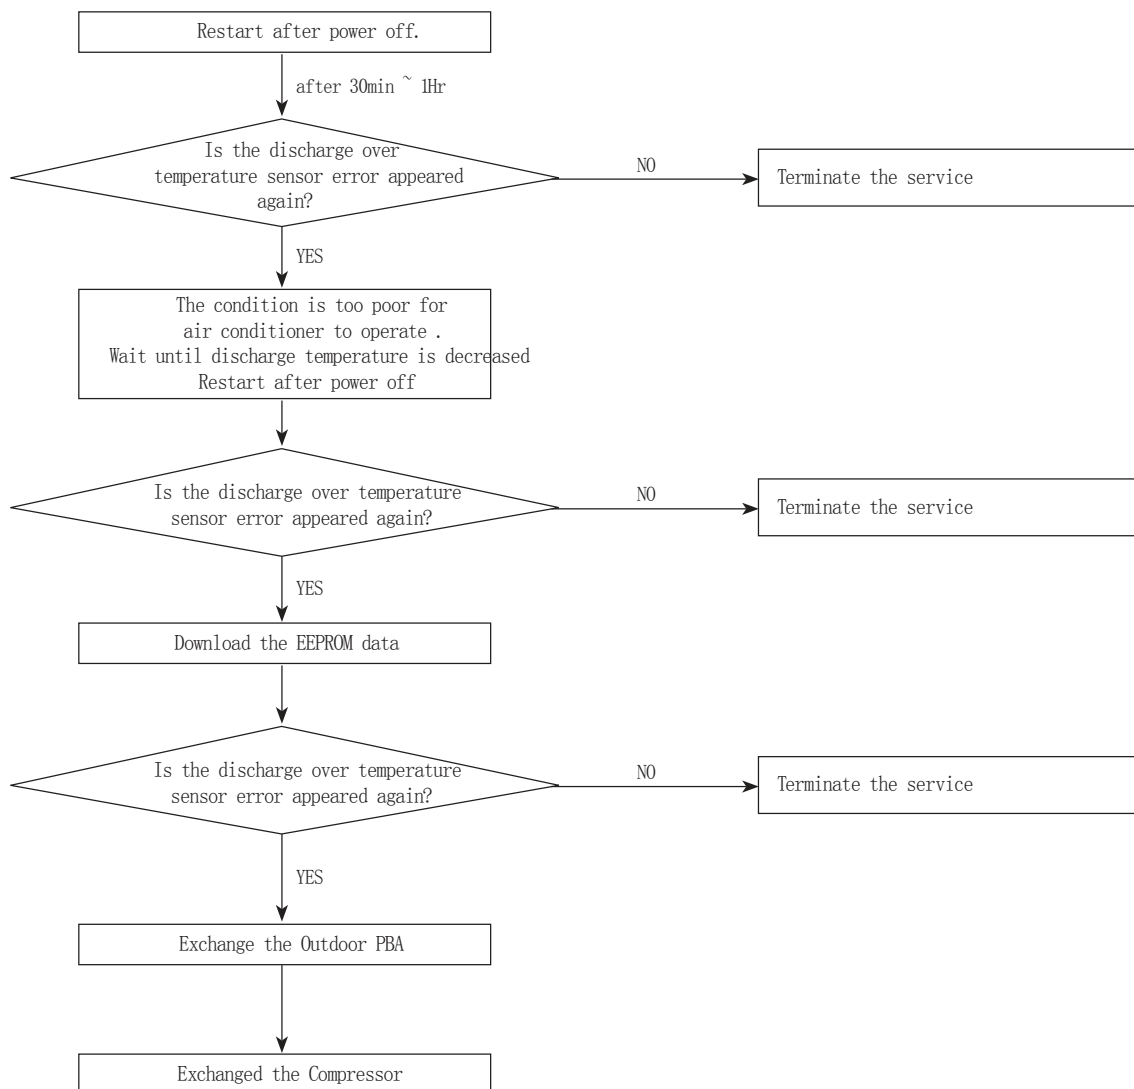 Restart after power off.
after 30min ~ 1Hr
Is the discharge over
temperature sensor error appeared
again?
NO
Terminate the service
YES
The condition is too poor for
air conditioner to operate .
Wait until discharge temperature is decreased
Restart after power off
Is the discharge over temperature
sensor error appeared again?
NO
Terminate the service
YES
Download the EEPROM data
Is the discharge over temperature
sensor error appeared again?
NO
Terminate the service
YES
Exchange the Outdoor PBA
Exchanged the Compressor